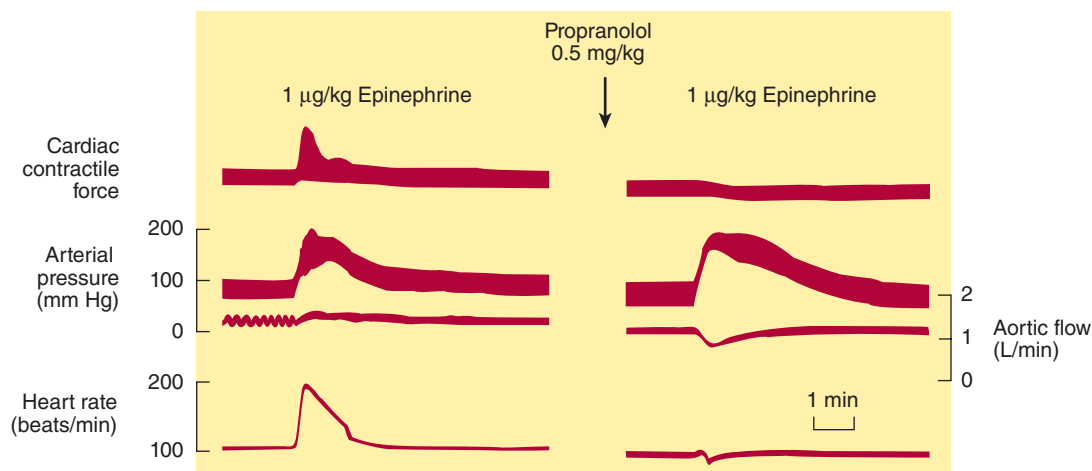 Propranolol
0.5 mg/kg
1 μg/kg Epinephrine
1 μg/kg Epinephrine
Cardiac
contractile
force
200
Arterial
pressure
(mm Hg)
100
0
2
1
0
Aortic flow
(L/min)
200
Heart rate
(beats/min)
100
1 min